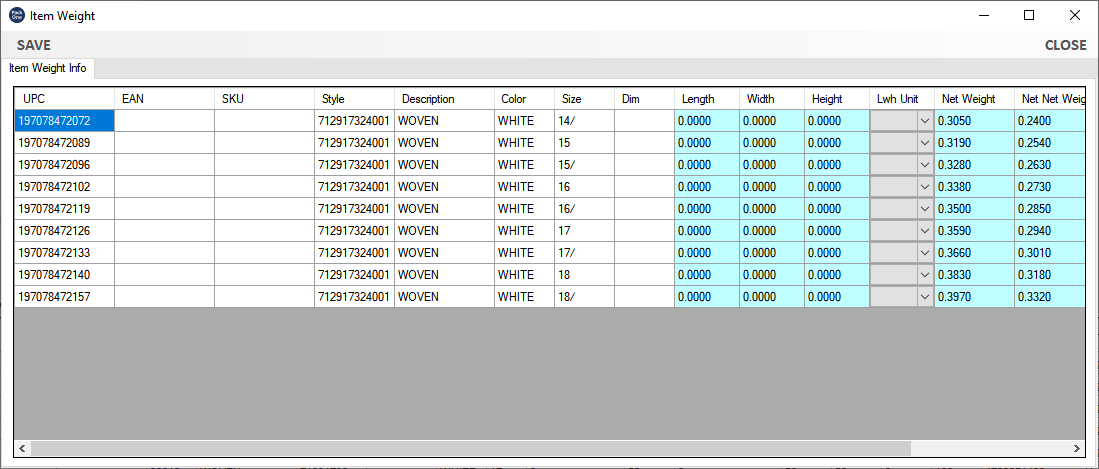 Pack One Item Weight
SAVE CLOSE
Item Weight Info
UPC EAN SKU Style Description Color Size Dim Length Width Height Lwh Unit Net Weight Net Net Weig
197078472072 712917324001 WOVEN WHITE 14/ 0.0000 0.0000 0.0000 0.3050 0.2400
197078472089 712917324001 WOVEN WHITE 15 0.0000 0.0000 0.0000 0.3190 0.2540
197078472096 712917324001 WOVEN WHITE 15/ 0.0000 0.0000 0.0000 0.3280 0.2630
197078472102 712917324001 WOVEN WHITE 16 0.0000 0.0000 0.0000 0.3380 0.2730
197078472119 712917324001 WOVEN WHITE 16/ 0.0000 0.0000 0.0000 0.3500 0.2850
197078472126 712917324001 WOVEN WHITE 17 0.0000 0.0000 0.0000 0.3590 0.2940
197078472133 712917324001 WOVEN WHITE 17/ 0.0000 0.0000 0.0000 0.3660 0.3010
197078472140 712917324001 WOVEN WHITE 18 0.0000 0.0000 0.0000 0.3830 0.3180
197078472157 712917324001 WOVEN WHITE 18/ 0.0000 0.0000 0.0000 0.3970 0.3320